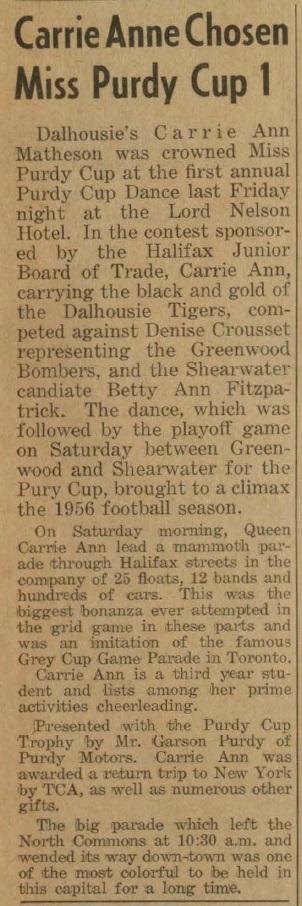 Carrie Anne Chosen
Miss Purdy Cup 1
Dalhousie's Carrie Ann
Matheson was crowned Miss
Purdy Cup at the first annual
Purdy Cup Dance last Friday
night at the Lord Nelson
Hotel. In the contest sponsor-
ed by the Halifax Junior
Board of Trade, Carrie Ann,
carrying the black and gold of
the Dalhousie Tigers, com-
peted against Denise Crousset
representing the Greenwood
Bombers, and the Shearwater
candiate Betty Ann Fitzpa-
trick. The dance, which was
followed by the playoff game
on Saturday between Green-
wood and Shearwater for the
Pury Cup, brought to a climax
the 1956 football season.
On Saturday morning, Queen
Carrie Ann lead a mammoth par-
ade through Halifax streets in the
company of 25 floats, 12 bands and
hundreds of cars. This was the
biggest bonanza ever attempted in
the grid game in these parts and
was an imitation of the famous
Grey Cup Game Parade in Toronto.
Carrie Ann is a third year stu-
dent and lists among her prime
activities cheerleading.
Presented with the Purdy Cup
Trophy by Mr. Garson Purdy of
Purdy Motors. Carrie Ann was
awarded a return trip to New York
by TCA, as well as numerous other
gifts.
The big parade which left the
North Commons at 10:30 a.m. and
wended its way down-town was one
of the most colorful to be held in
this capital for a long time.